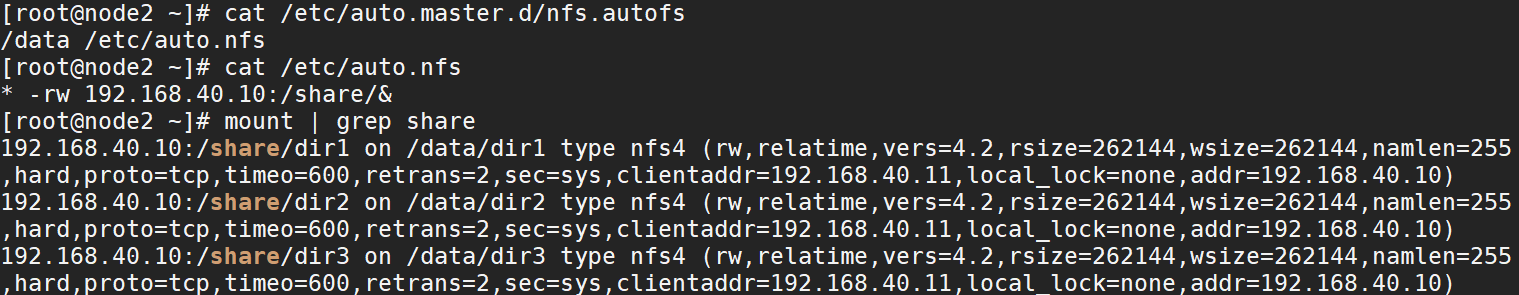 [root@node2 ~]# cat /etc/auto.master.d/nfs.autofs
/data /etc/auto.nfs
[root@node2 ~]# cat /etc/auto.nfs
* -rw 192.168.40.10:/share/&
[root@node2 ~]# mount | grep share
192.168.40.10:/share/dir1 on /data/dir1 type nfs4 (rw,relatime,vers=4.2,rsize=262144,wsize=262144,namlen=255
,hard,proto=tcp,timeo=600,retrans=2,sec=sys,clientaddr=192.168.40.11,local_lock=none,addr=192.168.40.10)
192.168.40.10:/share/dir2 on /data/dir2 type nfs4 (rw,relatime,vers=4.2,rsize=262144,wsize=262144,namlen=255
,hard,proto=tcp,timeo=600,retrans=2,sec=sys,clientaddr=192.168.40.11,local_lock=none,addr=192.168.40.10)
192.168.40.10:/share/dir3 on /data/dir3 type nfs4 (rw,relatime,vers=4.2,rsize=262144,wsize=262144,namlen=255
,hard,proto=tcp,timeo=600,retrans=2,sec=sys,clientaddr=192.168.40.11,local_lock=none,addr=192.168.40.10)